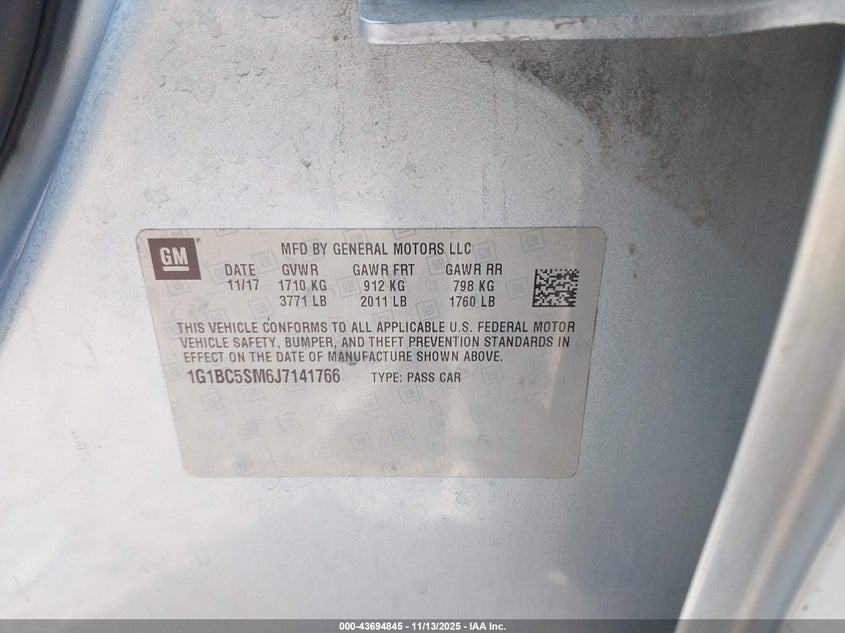 GM ®
MFD BY GENERAL MOTORS LLC
DATE GVWR GAWR FRT GAWR RR
11/17 1710 KG 912 KG 798 KG
3771 LB 2011 LB 1760 LB
THIS VEHICLE CONFORMS TO ALL APPLICABLE U.S. FEDERAL MOTOR
VEHICLE SAFETY, BUMPER, AND THEFT PREVENTION STANDARDS IN
EFFECT ON THE DATE OF MANUFACTURE SHOWN ABOVE.
1G1BC5SM6J7141766 TYPE: PASS CAR
000-43694845 - 11/13/2025 - IAA Inc.